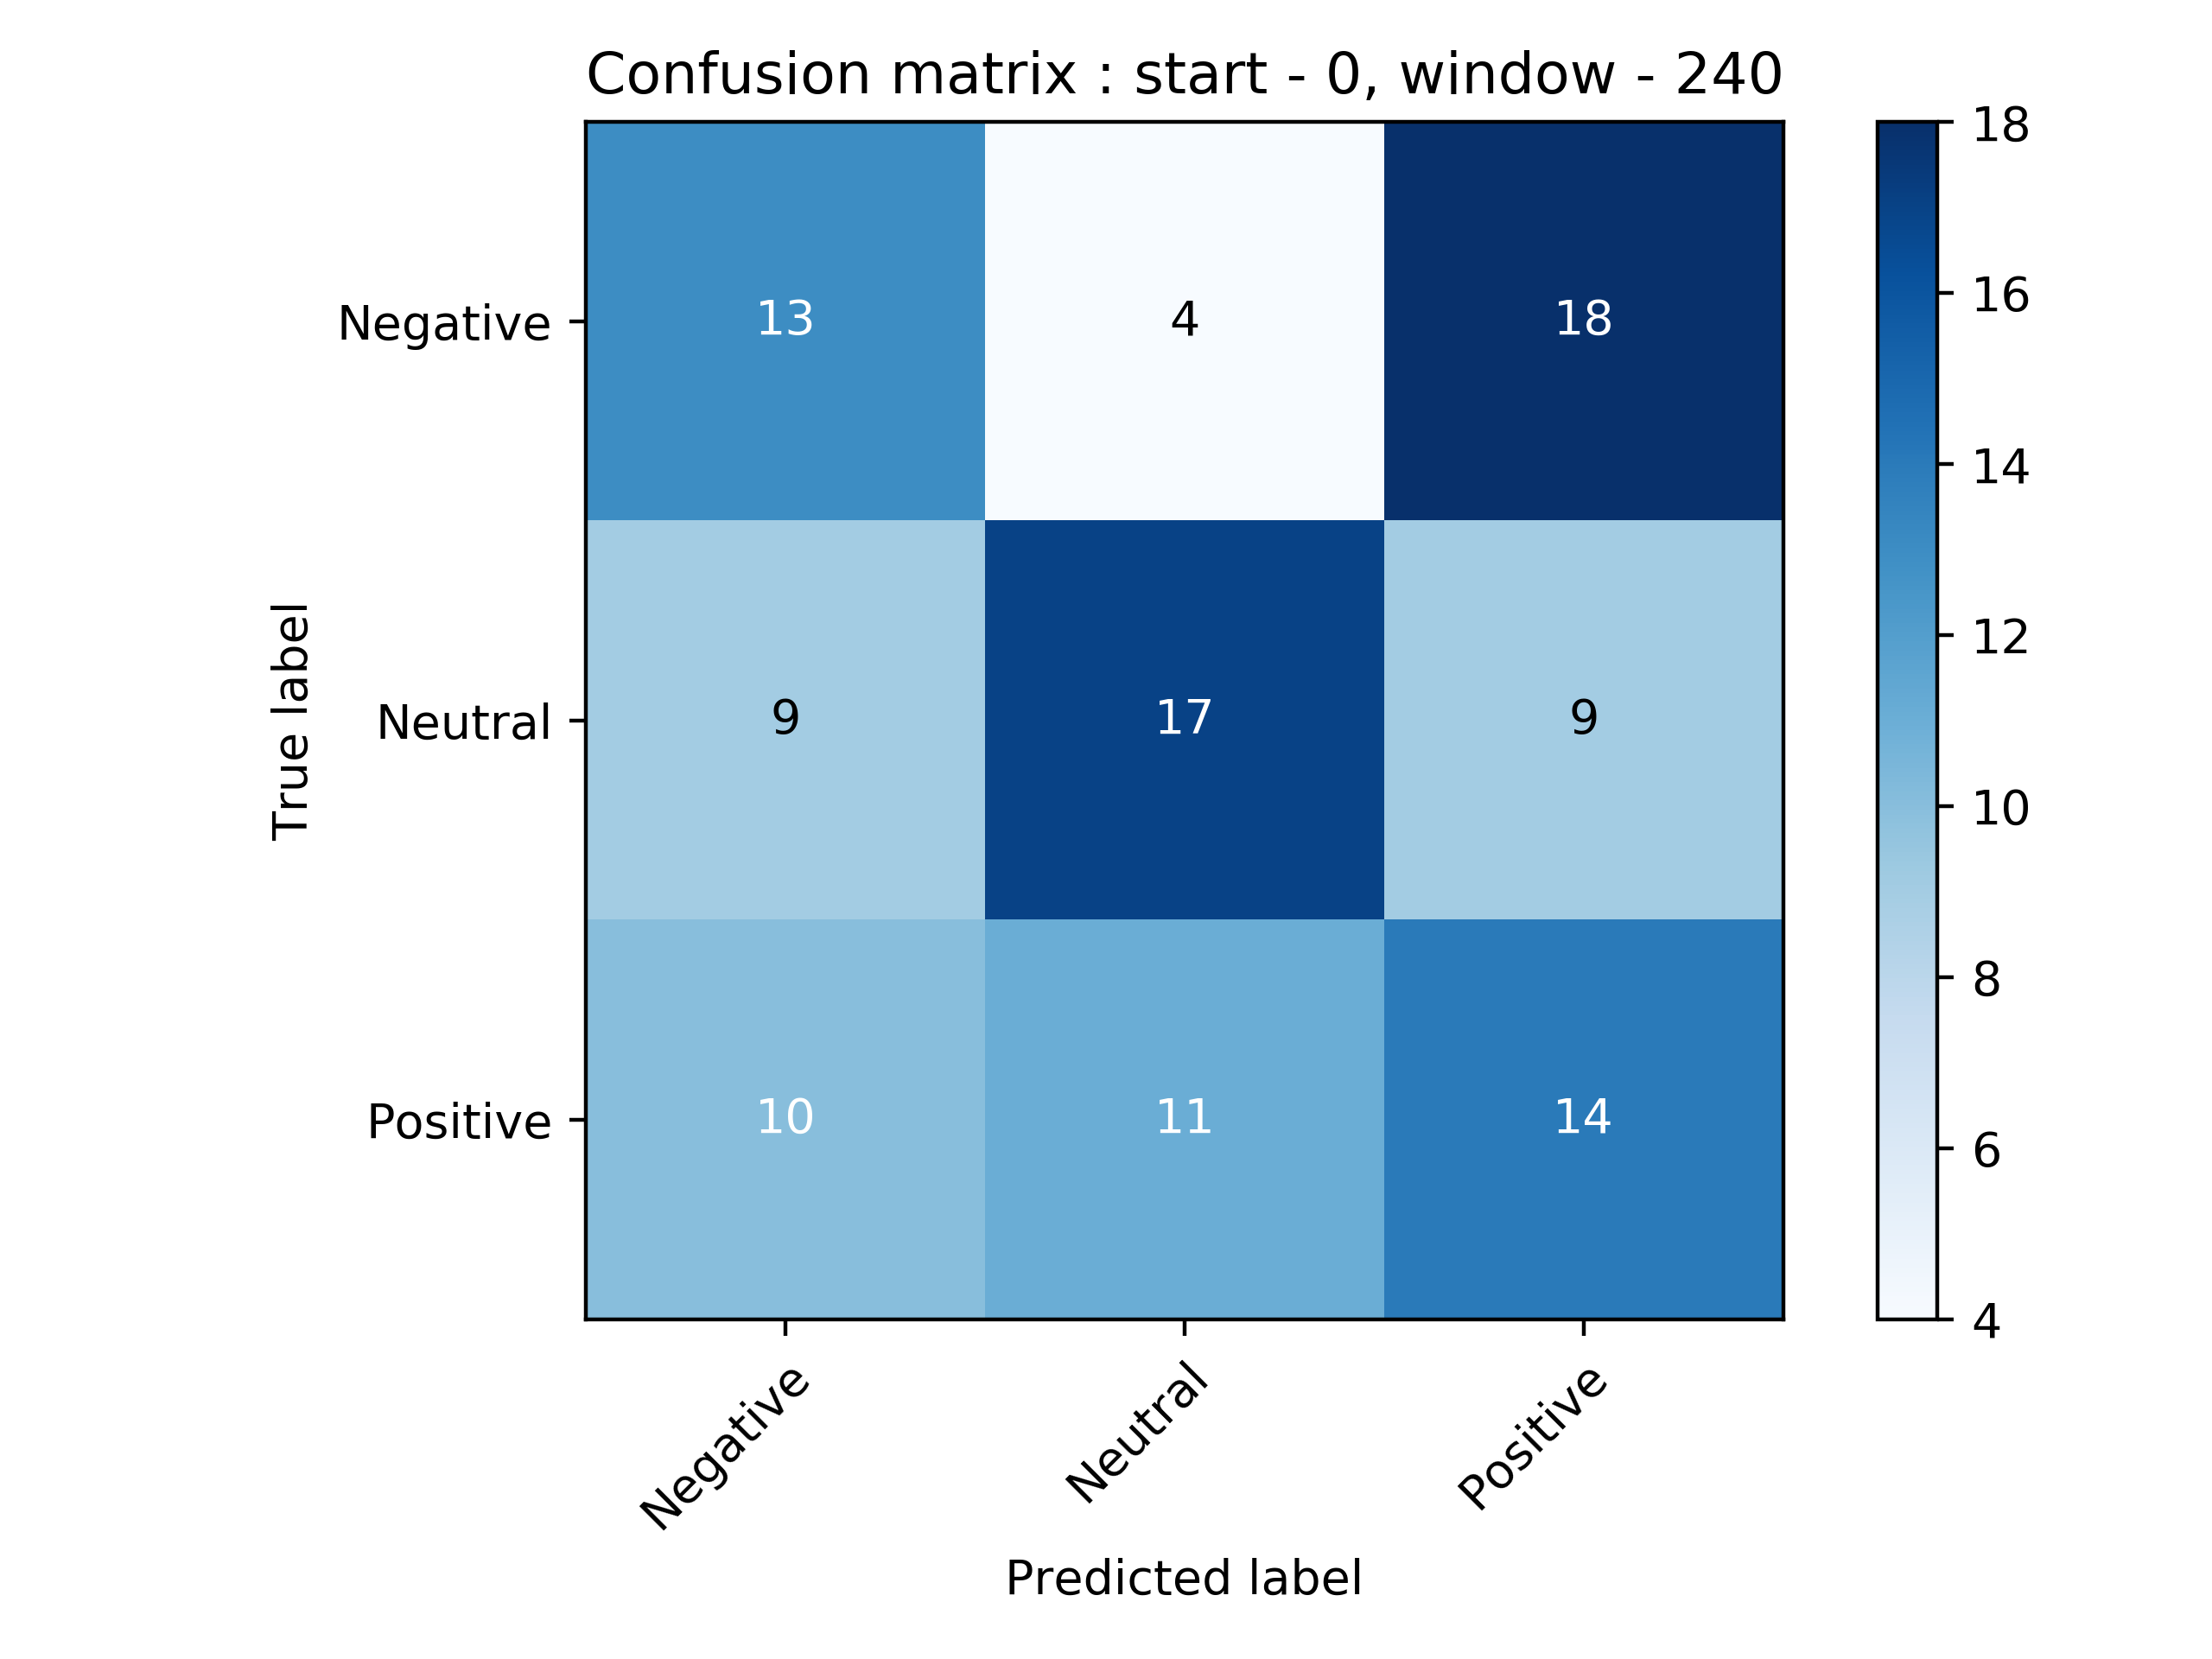 Confusion matrix : start - 0, window - 240
Negative
Neutral
Positive
True label
13 4 18
9 17 9
10 11 14
Negative Neutral Positive
Predicted label
18
16
14
12
10
8
6
4